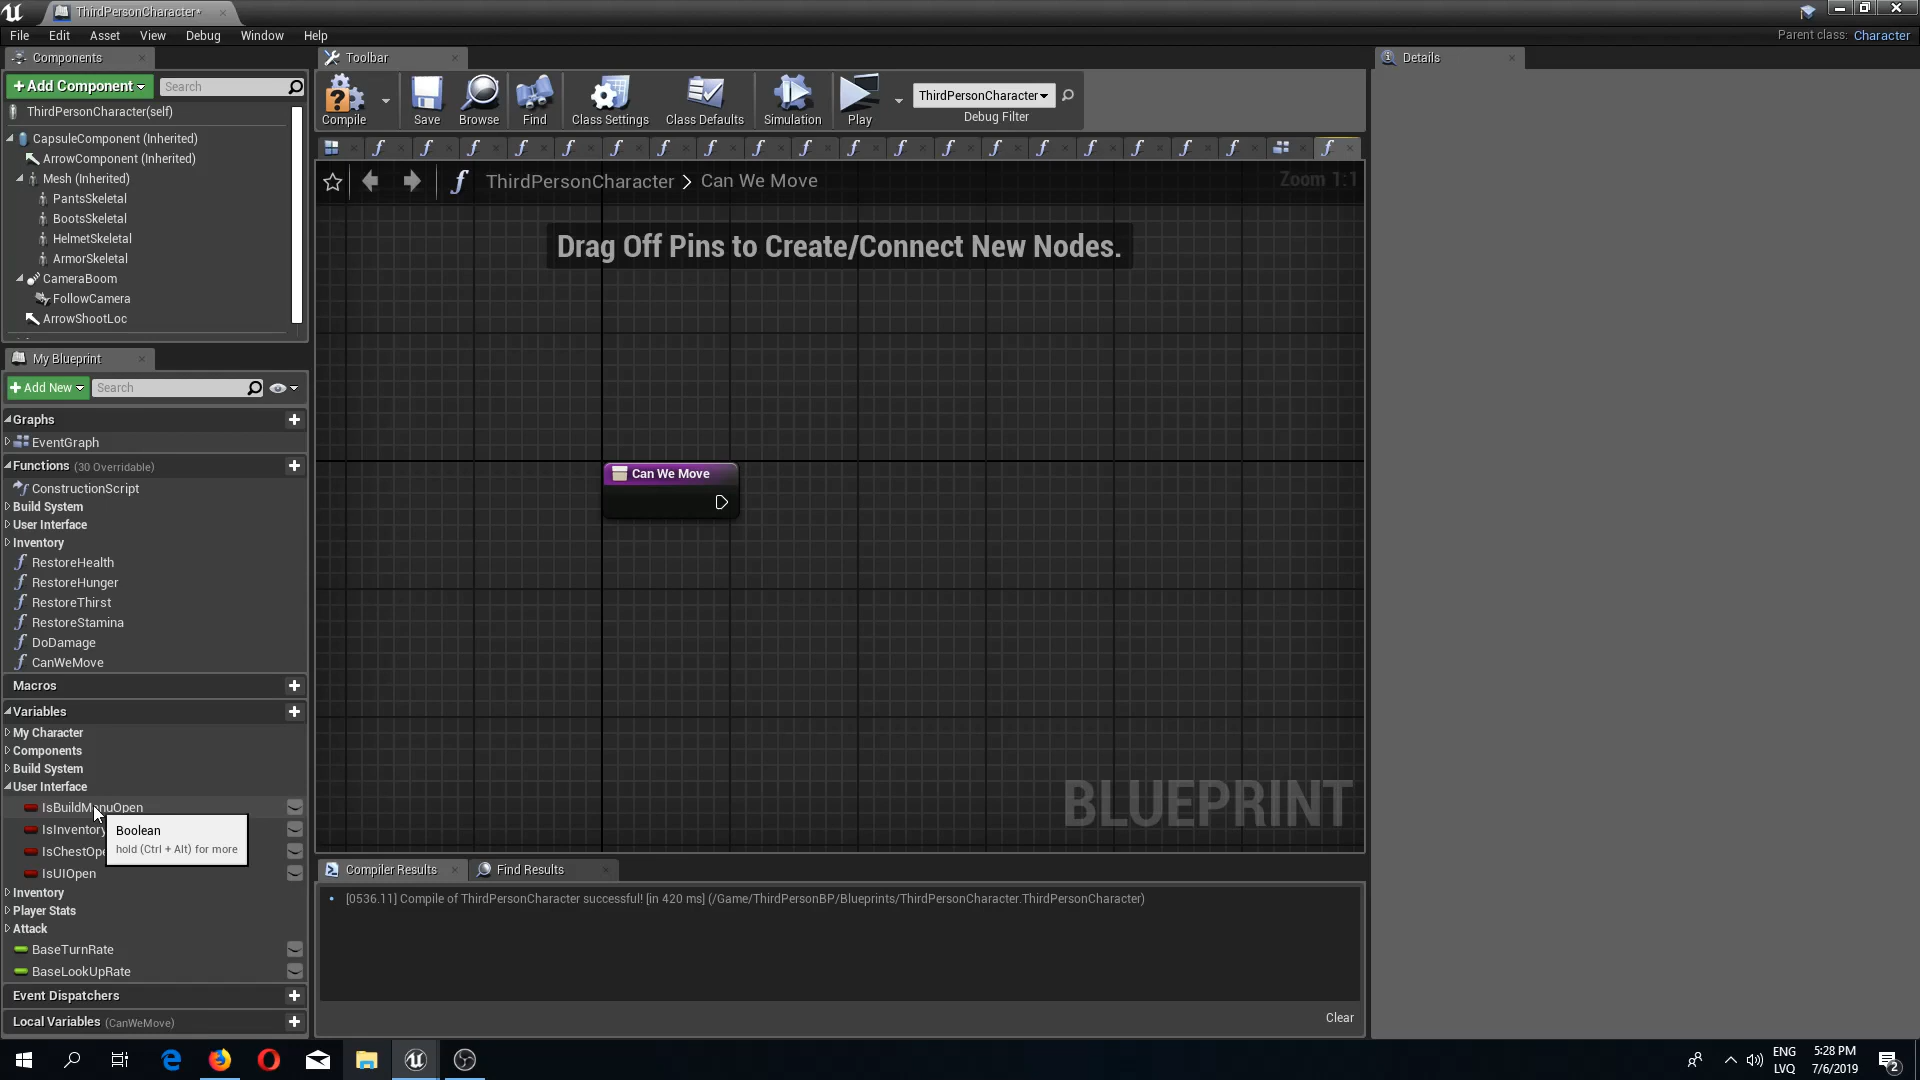 ThirdPersonCharacter*
File Edit Asset View Debug Window Help
Parent class: Character
Components
Toolbar
Details
Add Component
Search
ThirdPersonCharacter(self)
CapsuleComponent (Inherited)
ArrowComponent (Inherited)
Mesh (Inherited)
PantsSkeletal
BootsSkeletal
HelmetSkeletal
ArmorSkeletal
CameraBoom
FollowCamera
ArrowShootLoc
Compile
Save
Browse
Find
Class Settings
Class Defaults
Simulation
Play
ThirdPersonCharacter
Debug Filter
ThirdPersonCharacter > Can We Move
Zoom 1:1
Drag Off Pins to Create/Connect New Nodes.
Can We Move
BLUEPRINT
My Blueprint
Add New
Search
Graphs
EventGraph
Functions (30 Overridable)
ConstructionScript
Build System
User Interface
Inventory
RestoreHealth
RestoreHunger
RestoreThirst
RestoreStamina
DoDamage
CanWeMove
Macros
Variables
My Character
Components
Build System
User Interface
IsBuildMenuOpen
IsInventory
IsChestOpe
IsUIOpen
Boolean
hold (Ctrl + Alt) for more
Inventory
Player Stats
Attack
BaseTurnRate
BaseLookUpRate
Event Dispatchers
Local Variables (CanWeMove)
Compiler Results
Find Results
[0536.11] Compile of ThirdPersonCharacter successful! [in 420 ms] (/Game/ThirdPersonBP/Blueprints/ThirdPersonCharacter.ThirdPersonCharacter)
Clear
ENG
LVQ
5:28 PM
7/6/2019
2